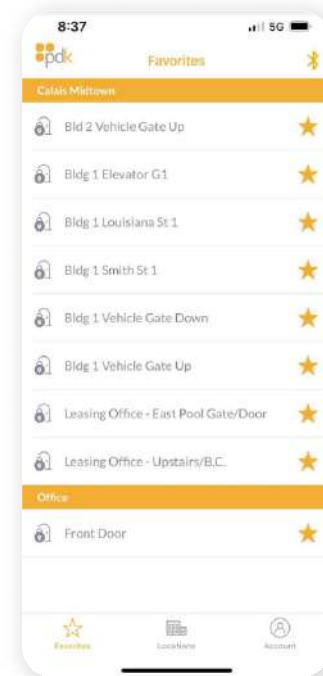 8:37
5G
pdk
Favorites
Calais Midtown
Bld 2 Vehicle Gate Up
Bldg 1 Elevator G1
Bldg 1 Louisiana St 1
Bldg 1 Smith St 1
Bldg 1 Vehicle Gate Down
Bldg 1 Vehicle Gate Up
Leasing Office - East Pool Gate/Door
Leasing Office - Upstairs/B.C.
Office
Front Door
Favorites
Locations
Account